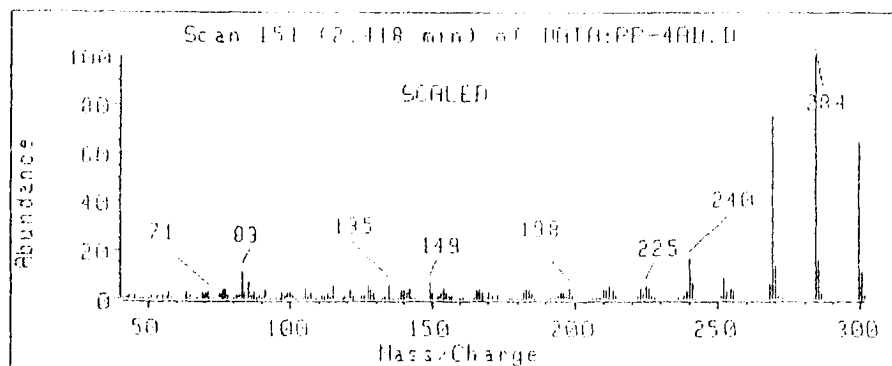 Scan 151 (2.418 min) of DATA:PP-4AD.D
SCALED
100
80
60
40
20
0
Abundance
71
83
135
149
198
225
240
284
50 100 150 200 250 300
Mass/Charge